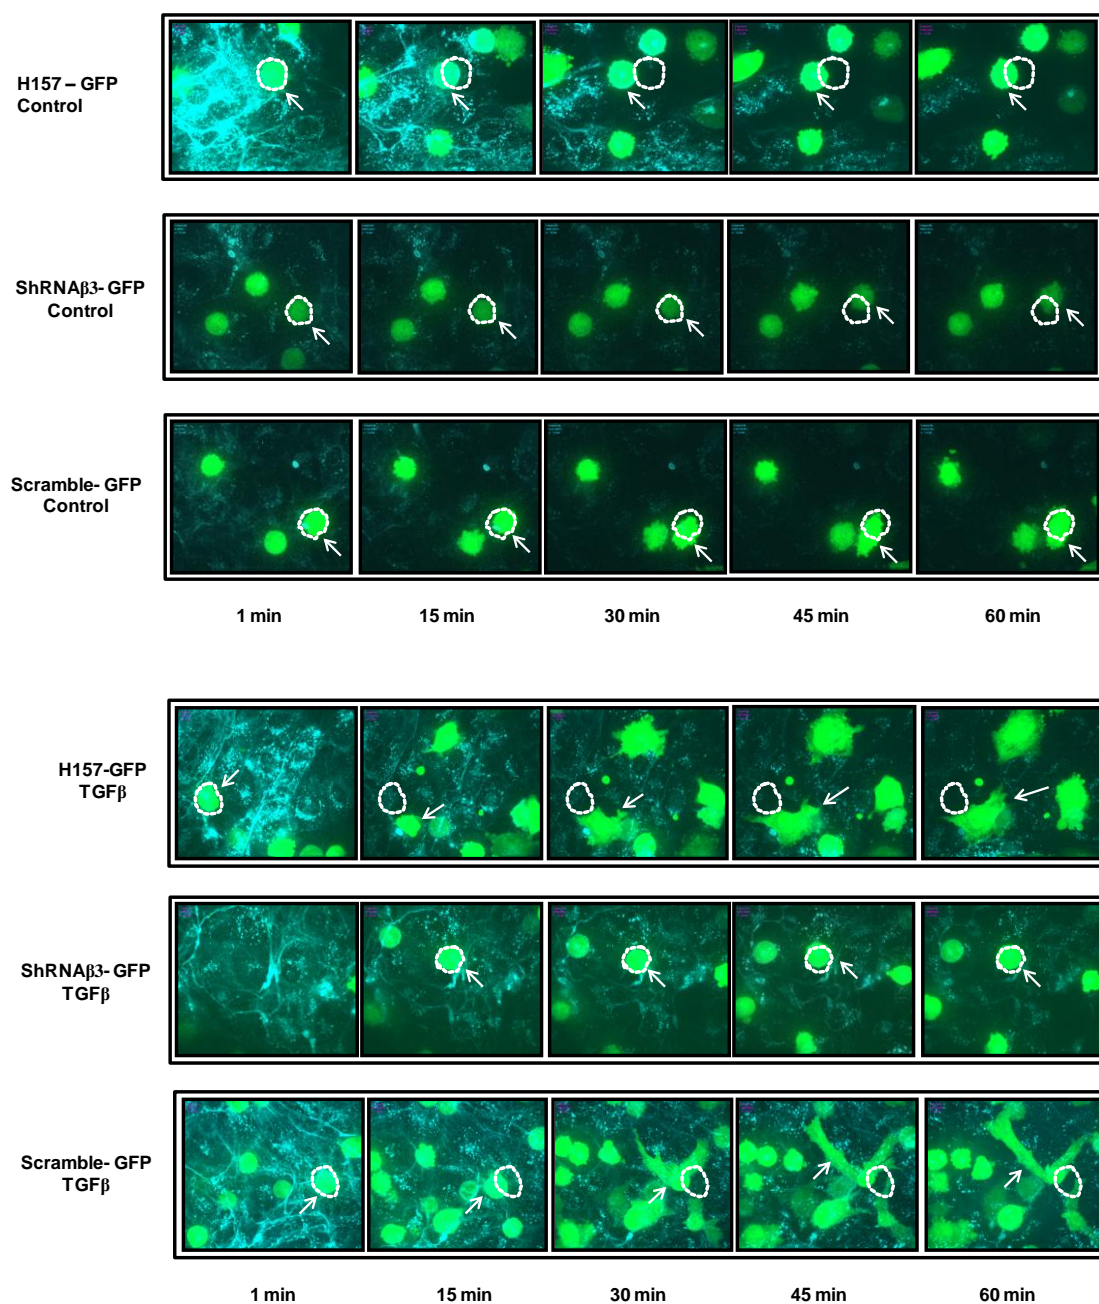 H157 – GFP
Control
ShRNAβ3- GFP
Control
Scramble- GFP
Control
1 min
15 min
30 min
45 min
60 min
H157-GFP
TGFβ
ShRNAβ3- GFP
TGFβ
Scramble- GFP
TGFβ
1 min
15 min
30 min
45 min
60 min